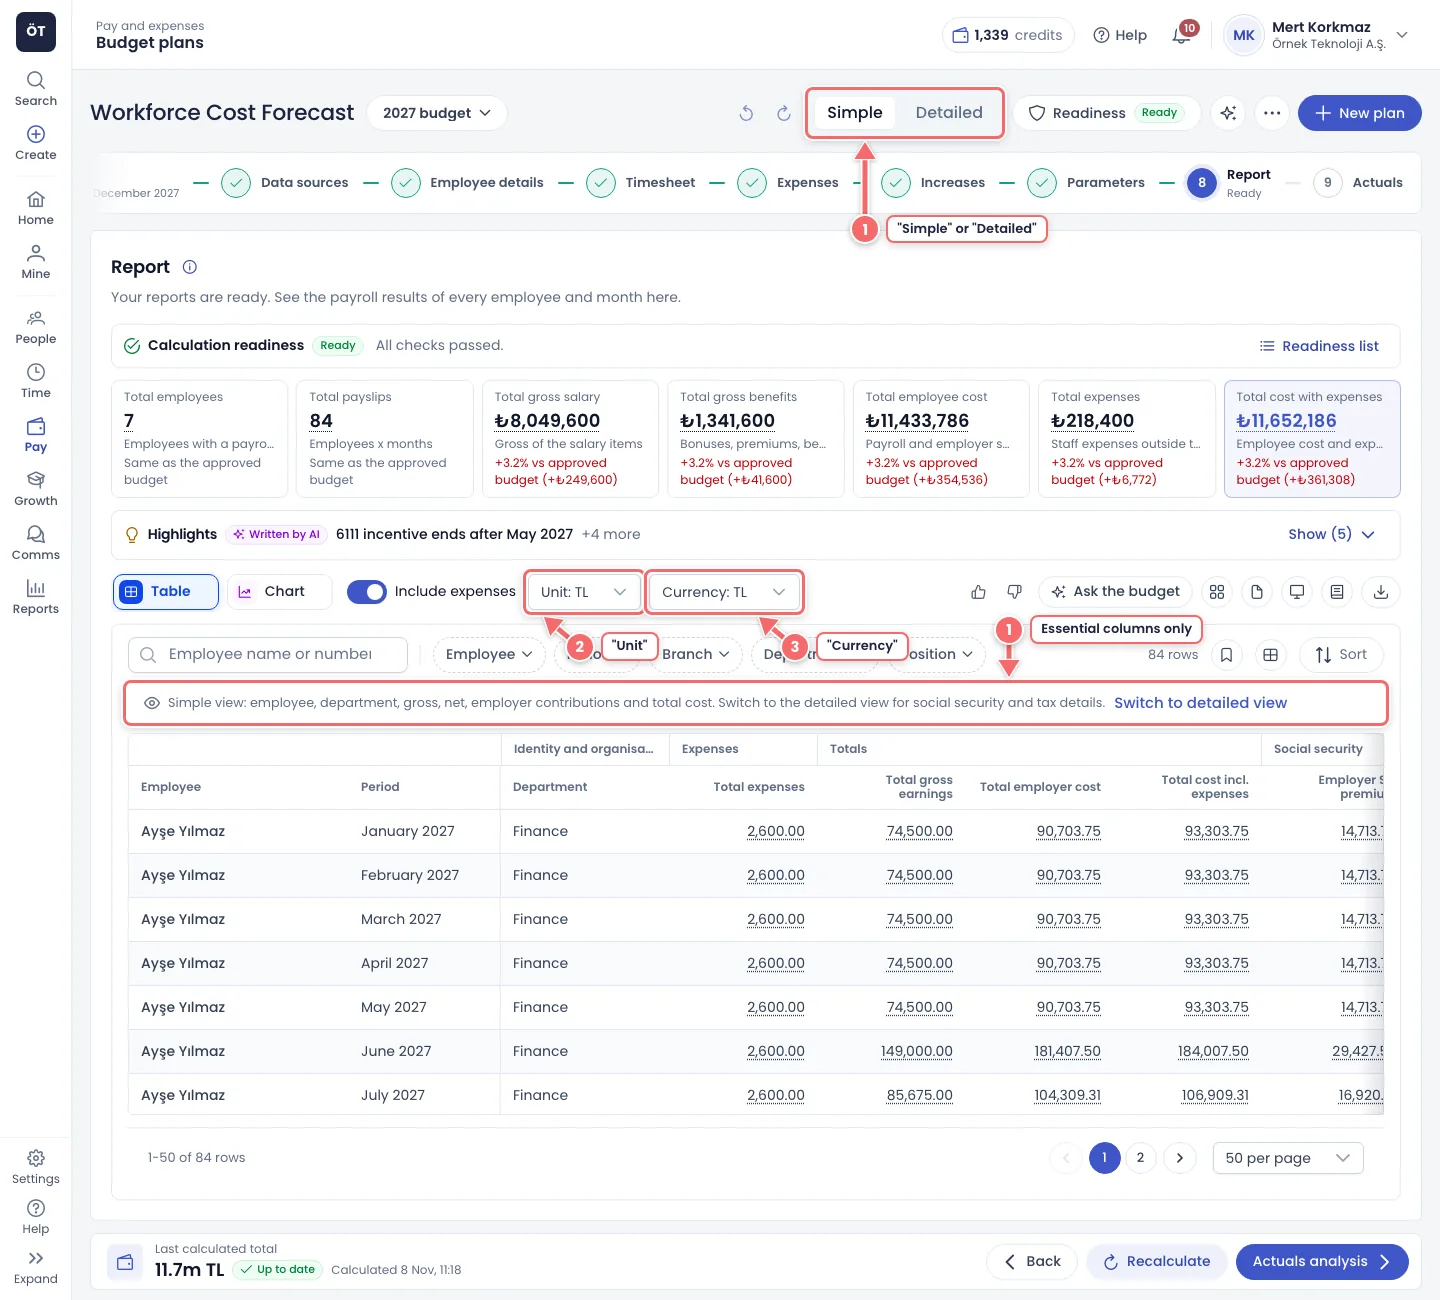 ÖT
Search
Create
Home
Mine
People
Time
Pay
Growth
Comms
Reports
Settings
Help
Expand
Pay and expenses
Budget plans
1,339 credits
Help
10
MK
Mert Korkmaz
Örnek Teknoloji A.Ş.
Workforce Cost Forecast
2027 budget
Simple
Detailed
Readiness
Ready
New plan
December 2027
Data sources
Employee details
Timesheet
Expenses
Increases
Parameters
8
Report
Ready
9
Actuals
1
"Simple" or "Detailed"
Report
Your reports are ready. See the payroll results of every employee and month here.
Calculation readiness
Ready
All checks passed.
Readiness list
Total employees
7
Employees with a payro...
Same as the approved
budget
Total payslips
84
Employees x months
Same as the approved
budget
Total gross salary
₺8,049,600
Gross of the salary items
+3.2% vs approved
budget (+₺249,600)
Total gross benefits
₺1,341,600
Bonuses, premiums, be...
+3.2% vs approved
budget (+₺41,600)
Total employee cost
₺11,433,786
Payroll and employer s...
+3.2% vs approved
budget (+₺354,536)
Total expenses
₺218,400
Staff expenses outside t...
+3.2% vs approved
budget (+₺6,772)
Total cost with expenses
₺11,652,186
Employee cost and exp...
+3.2% vs approved
budget (+₺361,308)
Highlights
Written by AI
6111 incentive ends after May 2027 +4 more
Show (5)
Table
Chart
Include expenses
Unit: TL
Currency: TL
Ask the budget
2
"Unit"
3
"Currency"
1
Essential columns only
Employee name or number
Employee
Branch
84 rows
Sort
Simple view: employee, department, gross, net, employer contributions and total cost. Switch to the detailed view for social security and tax details. Switch to detailed view
Identity and organisa... Expenses Totals Social security
Employee Period Department Total expenses Total gross earnings Total employer cost Total cost incl. expenses Employer
Ayşe Yılmaz January 2027 Finance 2,600.00 74,500.00 90,703.75 93,303.75 14,713.
Ayşe Yılmaz February 2027 Finance 2,600.00 74,500.00 90,703.75 93,303.75 14,713.
Ayşe Yılmaz March 2027 Finance 2,600.00 74,500.00 90,703.75 93,303.75 14,713.
Ayşe Yılmaz April 2027 Finance 2,600.00 74,500.00 90,703.75 93,303.75 14,713.
Ayşe Yılmaz May 2027 Finance 2,600.00 74,500.00 90,703.75 93,303.75 14,713.
Ayşe Yılmaz June 2027 Finance 2,600.00 149,000.00 181,407.50 184,007.50 29,427.
Ayşe Yılmaz July 2027 Finance 2,600.00 85,675.00 104,309.31 106,909.31 16,920.
1-50 of 84 rows
1
2
50 per page
Last calculated total
11.7m TL
Up to date
Calculated 8 Nov, 11:18
Back
Recalculate
Actuals analysis